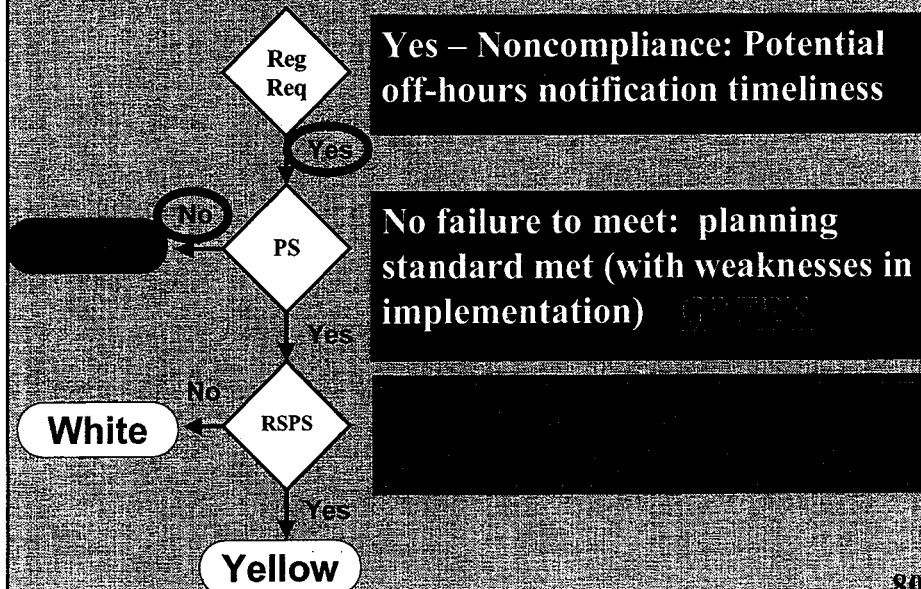 Reg
Req
Yes – Noncompliance: Potential
off-hours notification timeliness
Yes
No
PS
No failure to meet: planning
standard met (with weaknesses in
implementation)
Yes
No
White
RSPS
Yes
Yellow
80